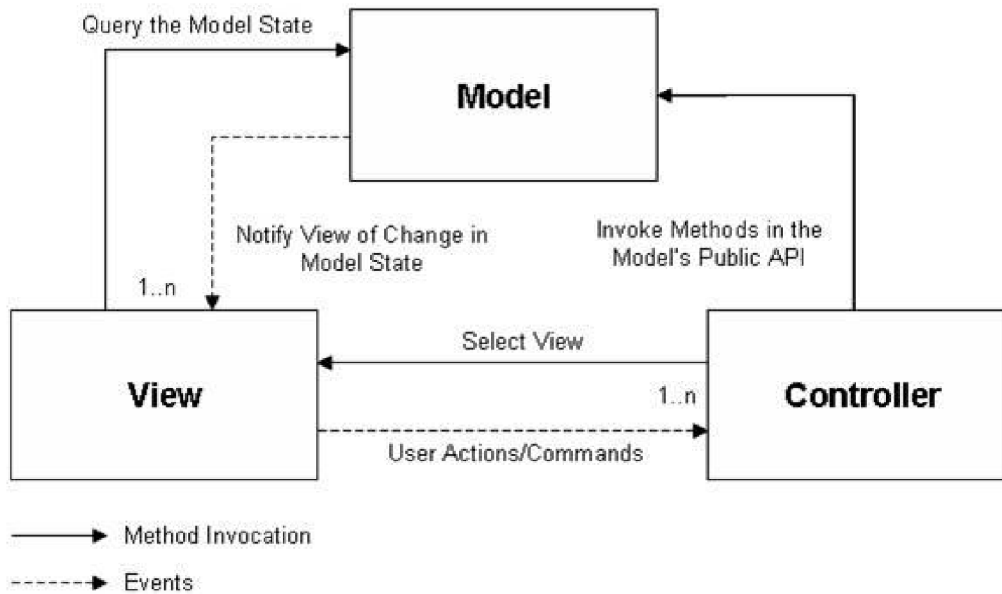 Query the Model State
Model
Notify View of Change in
Model State
Invoke Methods in the
Model's Public API
1..n
View
Select View
1..n
Controller
User Actions/Commands
Method Invocation
Events